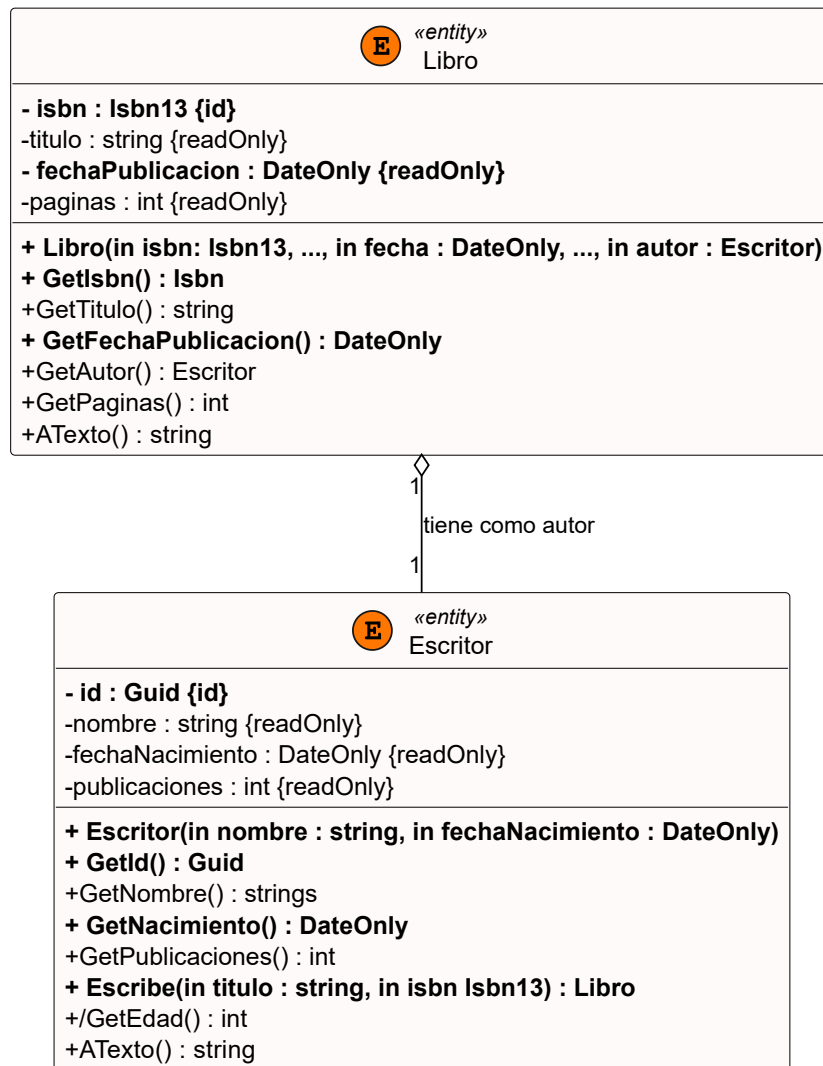 E
«entity»
Libro
- isbn : Isbn13 {id}
-titulo : string {readOnly}
- fechaPublicacion : DateOnly {readOnly}
-paginas : int {readOnly}
+ Libro(in isbn: Isbn13, ..., in fecha : DateOnly, ..., in autor : Escritor)
+ GetIsbn() : Isbn
+GetTitulo() : string
+ GetFechaPublicacion() : DateOnly
+GetAutor() : Escritor
+GetPaginas() : int
+ATexto() : string
1
tiene como autor
1
E
«entity»
Escritor
- id : Guid {id}
-nombre : string {readOnly}
-fechaNacimiento : DateOnly {readOnly}
-publicaciones : int {readOnly}
+ Escritor(in nombre : string, in fechaNacimiento : DateOnly)
+ GetId() : Guid
+GetNombre() : strings
+ GetNacimiento() : DateOnly
+GetPublicaciones() : int
+ Escribe(in titulo : string, in isbn Isbn13) : Libro
+/GetEdad() : int
+ATexto() : string